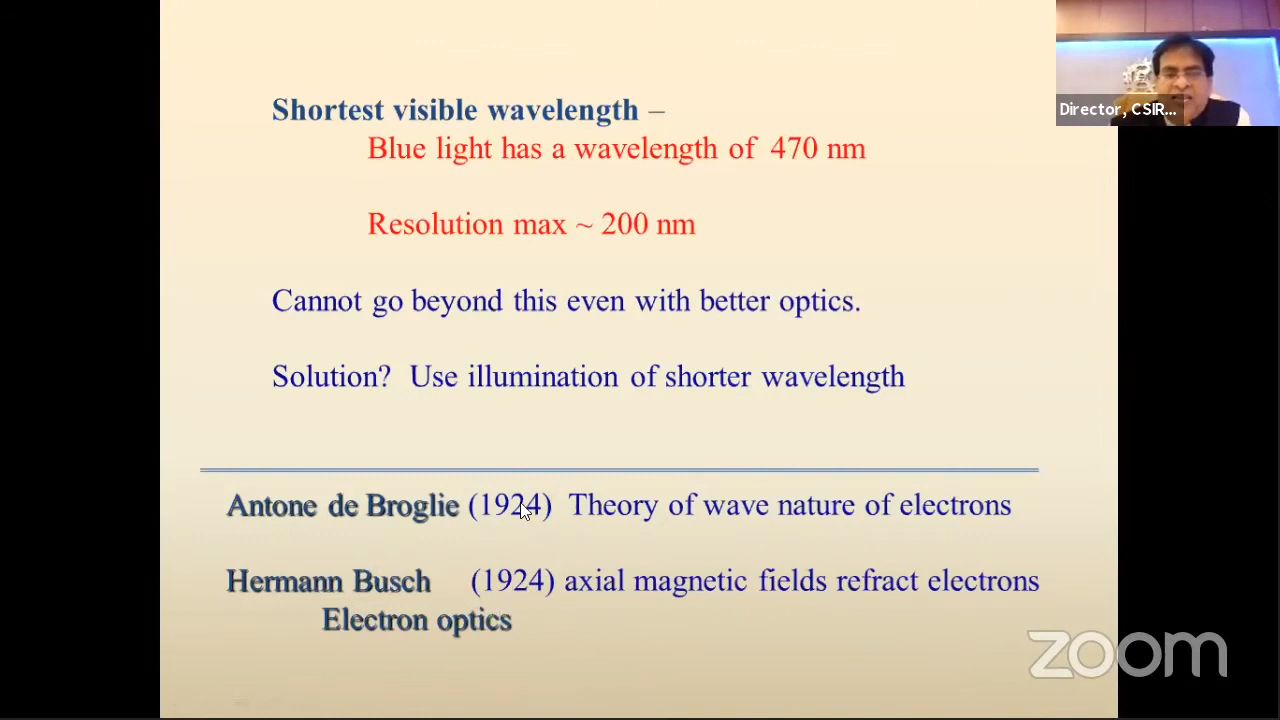 Shortest visible wavelength –
Blue light has a wavelength of 470 nm
Resolution max ~ 200 nm
Cannot go beyond this even with better optics.
Solution? Use illumination of shorter wavelength
Antone de Broglie (1924) Theory of wave nature of electrons
Hermann Busch (1924) axial magnetic fields refract electrons
Electron optics
Director, CSIR...
zoom